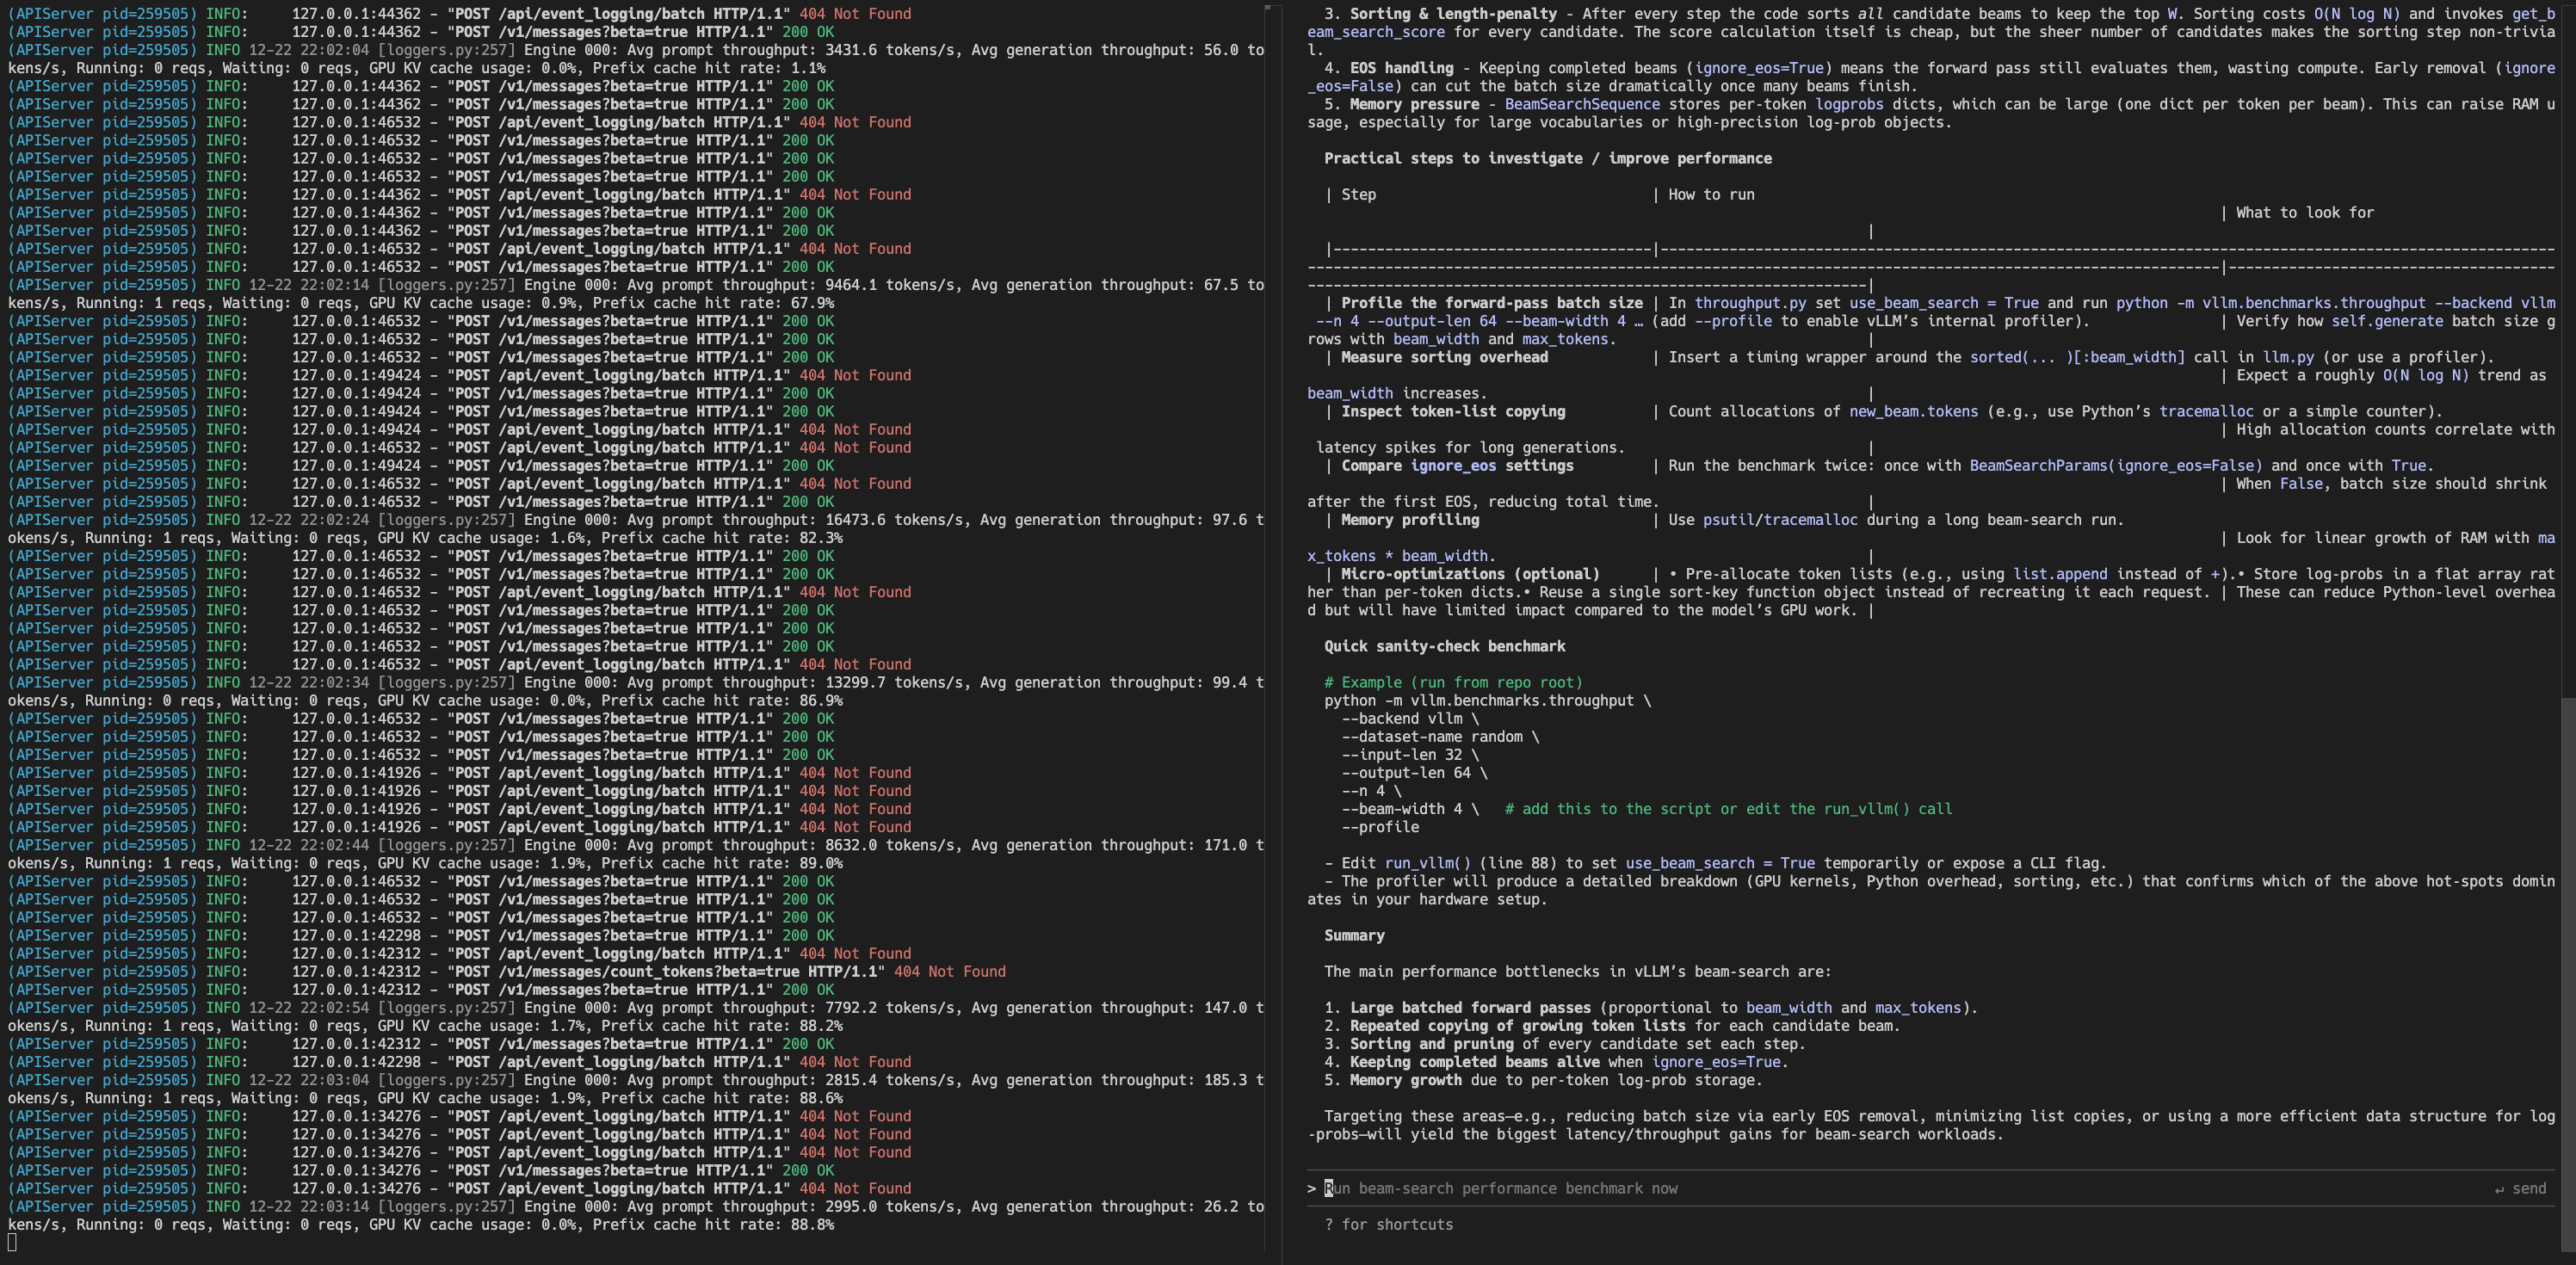 (APIServer pid=259505) INFO:     127.0.0.1:44362 - "POST /api/event_logging/batch HTTP/1.1" 404 Not Found
(APIServer pid=259505) INFO:     127.0.0.1:44362 - "POST /v1/messages?beta=true HTTP/1.1" 200 OK
(APIServer pid=259505) INFO 12-22 22:02:04 [loggers.py:257] Engine 000: Avg prompt throughput: 3431.6 tokens/s, Avg generation throughput: 56.0 to
kens/s, Running: 0 reqs, Waiting: 0 reqs, GPU KV cache usage: 0.0%, Prefix cache hit rate: 1.1%
(APIServer pid=259505) INFO:     127.0.0.1:44362 - "POST /v1/messages?beta=true HTTP/1.1" 200 OK
(APIServer pid=259505) INFO:     127.0.0.1:44362 - "POST /v1/messages?beta=true HTTP/1.1" 200 OK
(APIServer pid=259505) INFO:     127.0.0.1:46532 - "POST /api/event_logging/batch HTTP/1.1" 404 Not Found
(APIServer pid=259505) INFO:     127.0.0.1:46532 - "POST /v1/messages?beta=true HTTP/1.1" 200 OK
(APIServer pid=259505) INFO:     127.0.0.1:46532 - "POST /v1/messages?beta=true HTTP/1.1" 200 OK
(APIServer pid=259505) INFO:     127.0.0.1:46532 - "POST /v1/messages?beta=true HTTP/1.1" 200 OK
(APIServer pid=259505) INFO:     127.0.0.1:44362 - "POST /api/event_logging/batch HTTP/1.1" 404 Not Found
(APIServer pid=259505) INFO:     127.0.0.1:44362 - "POST /v1/messages?beta=true HTTP/1.1" 200 OK
(APIServer pid=259505) INFO:     127.0.0.1:44362 - "POST /v1/messages?beta=true HTTP/1.1" 200 OK
(APIServer pid=259505) INFO:     127.0.0.1:46532 - "POST /api/event_logging/batch HTTP/1.1" 404 Not Found
(APIServer pid=259505) INFO:     127.0.0.1:46532 - "POST /v1/messages?beta=true HTTP/1.1" 200 OK
(APIServer pid=259505) INFO 12-22 22:02:14 [loggers.py:257] Engine 000: Avg prompt throughput: 9464.1 tokens/s, Avg generation throughput: 67.5 to
kens/s, Running: 1 reqs, Waiting: 0 reqs, GPU KV cache usage: 0.9%, Prefix cache hit rate: 67.9%
(APIServer pid=259505) INFO:     127.0.0.1:46532 - "POST /v1/messages?beta=true HTTP/1.1" 200 OK
(APIServer pid=259505) INFO:     127.0.0.1:46532 - "POST /v1/messages?beta=true HTTP/1.1" 200 OK
(APIServer pid=259505) INFO:     127.0.0.1:46532 - "POST /v1/messages?beta=true HTTP/1.1" 200 OK
(APIServer pid=259505) INFO:     127.0.0.1:49424 - "POST /api/event_logging/batch HTTP/1.1" 404 Not Found
(APIServer pid=259505) INFO:     127.0.0.1:49424 - "POST /v1/messages?beta=true HTTP/1.1" 200 OK
(APIServer pid=259505) INFO:     127.0.0.1:49424 - "POST /v1/messages?beta=true HTTP/1.1" 200 OK
(APIServer pid=259505) INFO:     127.0.0.1:49424 - "POST /api/event_logging/batch HTTP/1.1" 404 Not Found
(APIServer pid=259505) INFO:     127.0.0.1:46532 - "POST /api/event_logging/batch HTTP/1.1" 404 Not Found
(APIServer pid=259505) INFO:     127.0.0.1:49424 - "POST /v1/messages?beta=true HTTP/1.1" 200 OK
(APIServer pid=259505) INFO:     127.0.0.1:46532 - "POST /api/event_logging/batch HTTP/1.1" 404 Not Found
(APIServer pid=259505) INFO:     127.0.0.1:46532 - "POST /v1/messages?beta=true HTTP/1.1" 200 OK
(APIServer pid=259505) INFO 12-22 22:02:24 [loggers.py:257] Engine 000: Avg prompt throughput: 16473.6 tokens/s, Avg generation throughput: 97.6 t
okens/s, Running: 1 reqs, Waiting: 0 reqs, GPU KV cache usage: 1.6%, Prefix cache hit rate: 82.3%
(APIServer pid=259505) INFO:     127.0.0.1:46532 - "POST /v1/messages?beta=true HTTP/1.1" 200 OK
(APIServer pid=259505) INFO:     127.0.0.1:46532 - "POST /v1/messages?beta=true HTTP/1.1" 200 OK
(APIServer pid=259505) INFO:     127.0.0.1:46532 - "POST /api/event_logging/batch HTTP/1.1" 404 Not Found
(APIServer pid=259505) INFO:     127.0.0.1:46532 - "POST /v1/messages?beta=true HTTP/1.1" 200 OK
(APIServer pid=259505) INFO:     127.0.0.1:46532 - "POST /v1/messages?beta=true HTTP/1.1" 200 OK
(APIServer pid=259505) INFO:     127.0.0.1:46532 - "POST /v1/messages?beta=true HTTP/1.1" 200 OK
(APIServer pid=259505) INFO:     127.0.0.1:46532 - "POST /api/event_logging/batch HTTP/1.1" 404 Not Found
(APIServer pid=259505) INFO 12-22 22:02:34 [loggers.py:257] Engine 000: Avg prompt throughput: 13299.7 tokens/s, Avg generation throughput: 99.4 t
okens/s, Running: 0 reqs, Waiting: 0 reqs, GPU KV cache usage: 0.0%, Prefix cache hit rate: 86.9%
(APIServer pid=259505) INFO:     127.0.0.1:46532 - "POST /v1/messages?beta=true HTTP/1.1" 200 OK
(APIServer pid=259505) INFO:     127.0.0.1:46532 - "POST /v1/messages?beta=true HTTP/1.1" 200 OK
(APIServer pid=259505) INFO:     127.0.0.1:46532 - "POST /v1/messages?beta=true HTTP/1.1" 200 OK
(APIServer pid=259505) INFO:     127.0.0.1:41926 - "POST /api/event_logging/batch HTTP/1.1" 404 Not Found
(APIServer pid=259505) INFO:     127.0.0.1:41926 - "POST /api/event_logging/batch HTTP/1.1" 404 Not Found
(APIServer pid=259505) INFO:     127.0.0.1:41926 - "POST /api/event_logging/batch HTTP/1.1" 404 Not Found
(APIServer pid=259505) INFO:     127.0.0.1:41926 - "POST /api/event_logging/batch HTTP/1.1" 404 Not Found
(APIServer pid=259505) INFO 12-22 22:02:44 [loggers.py:257] Engine 000: Avg prompt throughput: 8632.0 tokens/s, Avg generation throughput: 171.0 t
okens/s, Running: 1 reqs, Waiting: 0 reqs, GPU KV cache usage: 1.9%, Prefix cache hit rate: 89.0%
(APIServer pid=259505) INFO:     127.0.0.1:46532 - "POST /v1/messages?beta=true HTTP/1.1" 200 OK
(APIServer pid=259505) INFO:     127.0.0.1:46532 - "POST /v1/messages?beta=true HTTP/1.1" 200 OK
(APIServer pid=259505) INFO:     127.0.0.1:46532 - "POST /v1/messages?beta=true HTTP/1.1" 200 OK
(APIServer pid=259505) INFO:     127.0.0.1:42298 - "POST /v1/messages?beta=true HTTP/1.1" 200 OK
(APIServer pid=259505) INFO:     127.0.0.1:42312 - "POST /api/event_logging/batch HTTP/1.1" 404 Not Found
(APIServer pid=259505) INFO:     127.0.0.1:42312 - "POST /v1/messages/count_tokens?beta=true HTTP/1.1" 404 Not Found
(APIServer pid=259505) INFO:     127.0.0.1:42312 - "POST /v1/messages?beta=true HTTP/1.1" 200 OK
(APIServer pid=259505) INFO 12-22 22:02:54 [loggers.py:257] Engine 000: Avg prompt throughput: 7792.2 tokens/s, Avg generation throughput: 147.0 t
okens/s, Running: 1 reqs, Waiting: 0 reqs, GPU KV cache usage: 1.7%, Prefix cache hit rate: 88.2%
(APIServer pid=259505) INFO:     127.0.0.1:42312 - "POST /v1/messages?beta=true HTTP/1.1" 200 OK
(APIServer pid=259505) INFO:     127.0.0.1:42298 - "POST /api/event_logging/batch HTTP/1.1" 404 Not Found
(APIServer pid=259505) INFO 12-22 22:03:04 [loggers.py:257] Engine 000: Avg prompt throughput: 2815.4 tokens/s, Avg generation throughput: 185.3 t
okens/s, Running: 1 reqs, Waiting: 0 reqs, GPU KV cache usage: 1.9%, Prefix cache hit rate: 88.6%
(APIServer pid=259505) INFO:     127.0.0.1:34276 - "POST /api/event_logging/batch HTTP/1.1" 404 Not Found
(APIServer pid=259505) INFO:     127.0.0.1:34276 - "POST /api/event_logging/batch HTTP/1.1" 404 Not Found
(APIServer pid=259505) INFO:     127.0.0.1:34276 - "POST /api/event_logging/batch HTTP/1.1" 404 Not Found
(APIServer pid=259505) INFO:     127.0.0.1:34276 - "POST /v1/messages?beta=true HTTP/1.1" 200 OK
(APIServer pid=259505) INFO:     127.0.0.1:34276 - "POST /api/event_logging/batch HTTP/1.1" 404 Not Found
(APIServer pid=259505) INFO 12-22 22:03:14 [loggers.py:257] Engine 000: Avg prompt throughput: 2995.0 tokens/s, Avg generation throughput: 26.2 to
kens/s, Running: 0 reqs, Waiting: 0 reqs, GPU KV cache usage: 0.0%, Prefix cache hit rate: 88.8%
3. Sorting & length-penalty - After every step the code sorts all candidate beams to keep the top W. Sorting costs O(N log N) and invokes get_b
eam_search_score for every candidate. The score calculation itself is cheap, but the sheer number of candidates makes the sorting step non-trivia
l.
4. EOS handling - Keeping completed beams (ignore_eos=True) means the forward pass still evaluates them, wasting compute. Early removal (ignore
_eos=False) can cut the batch size dramatically once many beams finish.
5. Memory pressure - BeamSearchSequence stores per-token logprobs dicts, which can be large (one dict per token per beam). This can raise RAM u
sage, especially for large vocabularies or high-precision log-prob objects.
Practical steps to investigate / improve performance
| Step | How to run
| What to look for
|
|-------------------------------------|--------------------------------------------------------------------------------------------------------
----------------------------------------------------------------------------------------------------------|--------------------------------------
-----------------------------------------------------------------|
| Profile the forward-pass batch size | In throughput.py set use_beam_search = True and run python -m vllm.benchmarks.throughput --backend vllm
--n 4 --output-len 64 --beam-width 4 … (add --profile to enable vLLM’s internal profiler). | Verify how self.generate batch size g
rows with beam_width and max_tokens. |
| Measure sorting overhead | Insert a timing wrapper around the sorted(... )[:beam_width] call in llm.py (or use a profiler).
| Expect a roughly O(N log N) trend as
beam_width increases. |
| Inspect token-list copying | Count allocations of new_beam.tokens (e.g., use Python’s tracemalloc or a simple counter).
| High allocation counts correlate with
latency spikes for long generations. |
| Compare ignore_eos settings | Run the benchmark twice: once with BeamSearchParams(ignore_eos=False) and once with True.
| When False, batch size should shrink
after the first EOS, reducing total time. |
| Memory profiling | Use psutil/tracemalloc during a long beam-search run.
| Look for linear growth of RAM with ma
x_tokens * beam_width. |
| Micro-optimizations (optional) | • Pre-allocate token lists (e.g., using list.append instead of +).• Store log-probs in a flat array rat
her than per-token dicts.• Reuse a single sort-key function object instead of recreating it each request. | These can reduce Python-level overhea
d but will have limited impact compared to the model’s GPU work. |
Quick sanity-check benchmark
# Example (run from repo root)
python -m vllm.benchmarks.throughput \
--backend vllm \
--dataset-name random \
--input-len 32 \
--output-len 64 \
--n 4 \
--beam-width 4 \   # add this to the script or edit the run_vllm() call
--profile
- Edit run_vllm() (line 88) to set use_beam_search = True temporarily or expose a CLI flag.
- The profiler will produce a detailed breakdown (GPU kernels, Python overhead, sorting, etc.) that confirms which of the above hot-spots domin
ates in your hardware setup.
Summary
The main performance bottlenecks in vLLM’s beam-search are:
1. Large batched forward passes (proportional to beam_width and max_tokens).
2. Repeated copying of growing token lists for each candidate beam.
3. Sorting and pruning of every candidate set each step.
4. Keeping completed beams alive when ignore_eos=True.
5. Memory growth due to per-token log-prob storage.
Targeting these areas—e.g., reducing batch size via early EOS removal, minimizing list copies, or using a more efficient data structure for log
-probs—will yield the biggest latency/throughput gains for beam-search workloads.
> Run beam-search performance benchmark now ↵ send
? for shortcuts